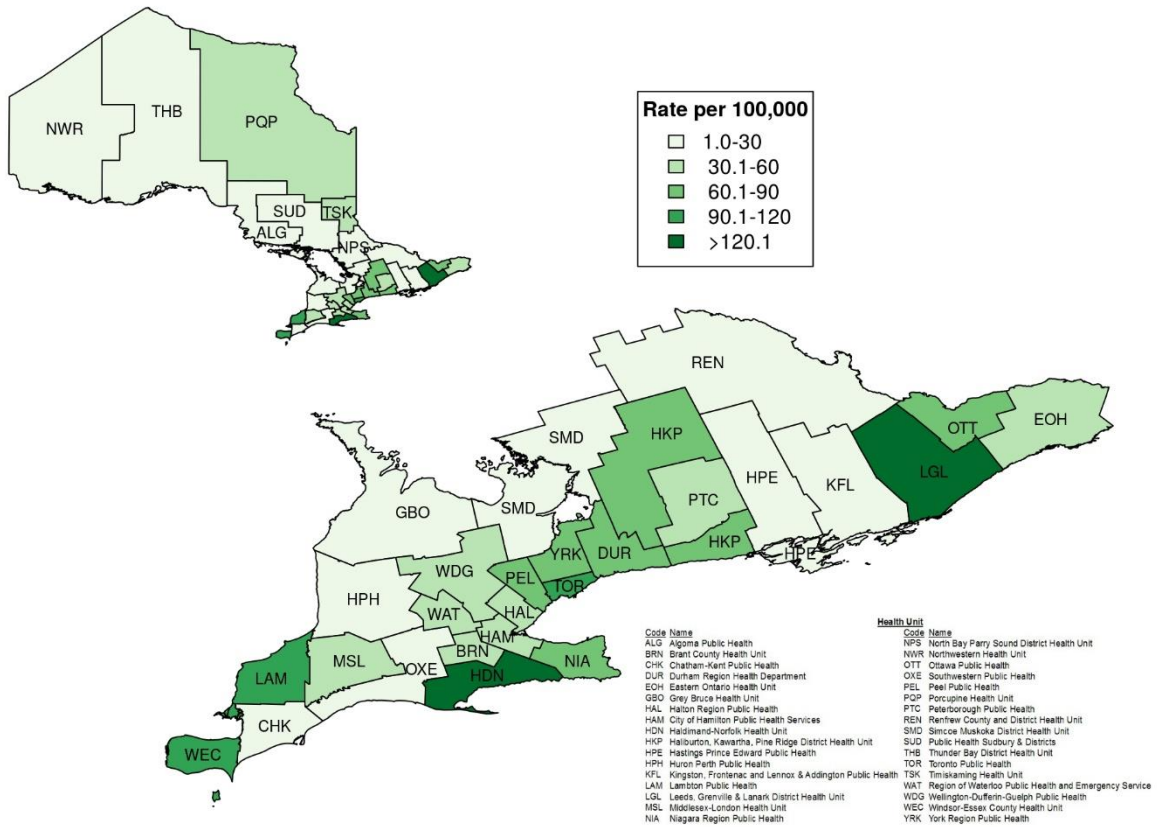 NWR
THB
PQP
SUD
TSK
ALG
NPS
Rate per 100,000
1.0-30
30.1-60
60.1-90
90.1-120
>120.1
REN
SMD
HKP
OTT
EOH
LGL
HPE
KFL
PTC
GBO
SMD
YRK
DUR
HKP
HPE
WDG
PEL
TOR
HPH
WAT
HAL
HAM
MSL
OXE
BRN
NIA
LAM
HDN
CHK
WEC
Health Unit
Code Name
ALG Algoma Public Health
BRN Brant County Health Unit
CHK Chatham-Kent Public Health
DUR Durham Region Health Department
EOH Eastern Ontario Health Unit
GBO Grey Bruce Health Unit
HAL Halton Region Public Health
HAM City of Hamilton Public Health Services
HDN Haldimand-Norfolk Health Unit
HKP Haliburton, Kawartha, Pine Ridge District Health Unit
HPE Hastings Prince Edward Public Health
HPH Huron Perth Public Health
KFL Kingston, Frontenac and Lennox & Addington Public Health
LAM Lambton Public Health
LGL Leeds, Grenville & Lanark District Health Unit
MSL Middlesex-London Health Unit
NIA Niagara Region Public Health
Code Name
NPS North Bay Parry Sound District Health Unit
NWR Northwestern Health Unit
OTT Ottawa Public Health
OXE Southwestern Public Health
PEL Peel Public Health
PQP Porcupine Health Unit
PTC Peterborough Public Health
REN Renfrew County and District Health Unit
SMD Simcoe Muskoka District Health Unit
SUD Public Health Sudbury & Districts
THB Thunder Bay District Health Unit
TOR Toronto Public Health
TSK Timiskaming Health Unit
WAT Region of Waterloo Public Health and Emergency Service
WDG Wellington-Dufferin-Guelph Public Health
WEC Windsor-Essex County Health Unit
YRK York Region Public Health